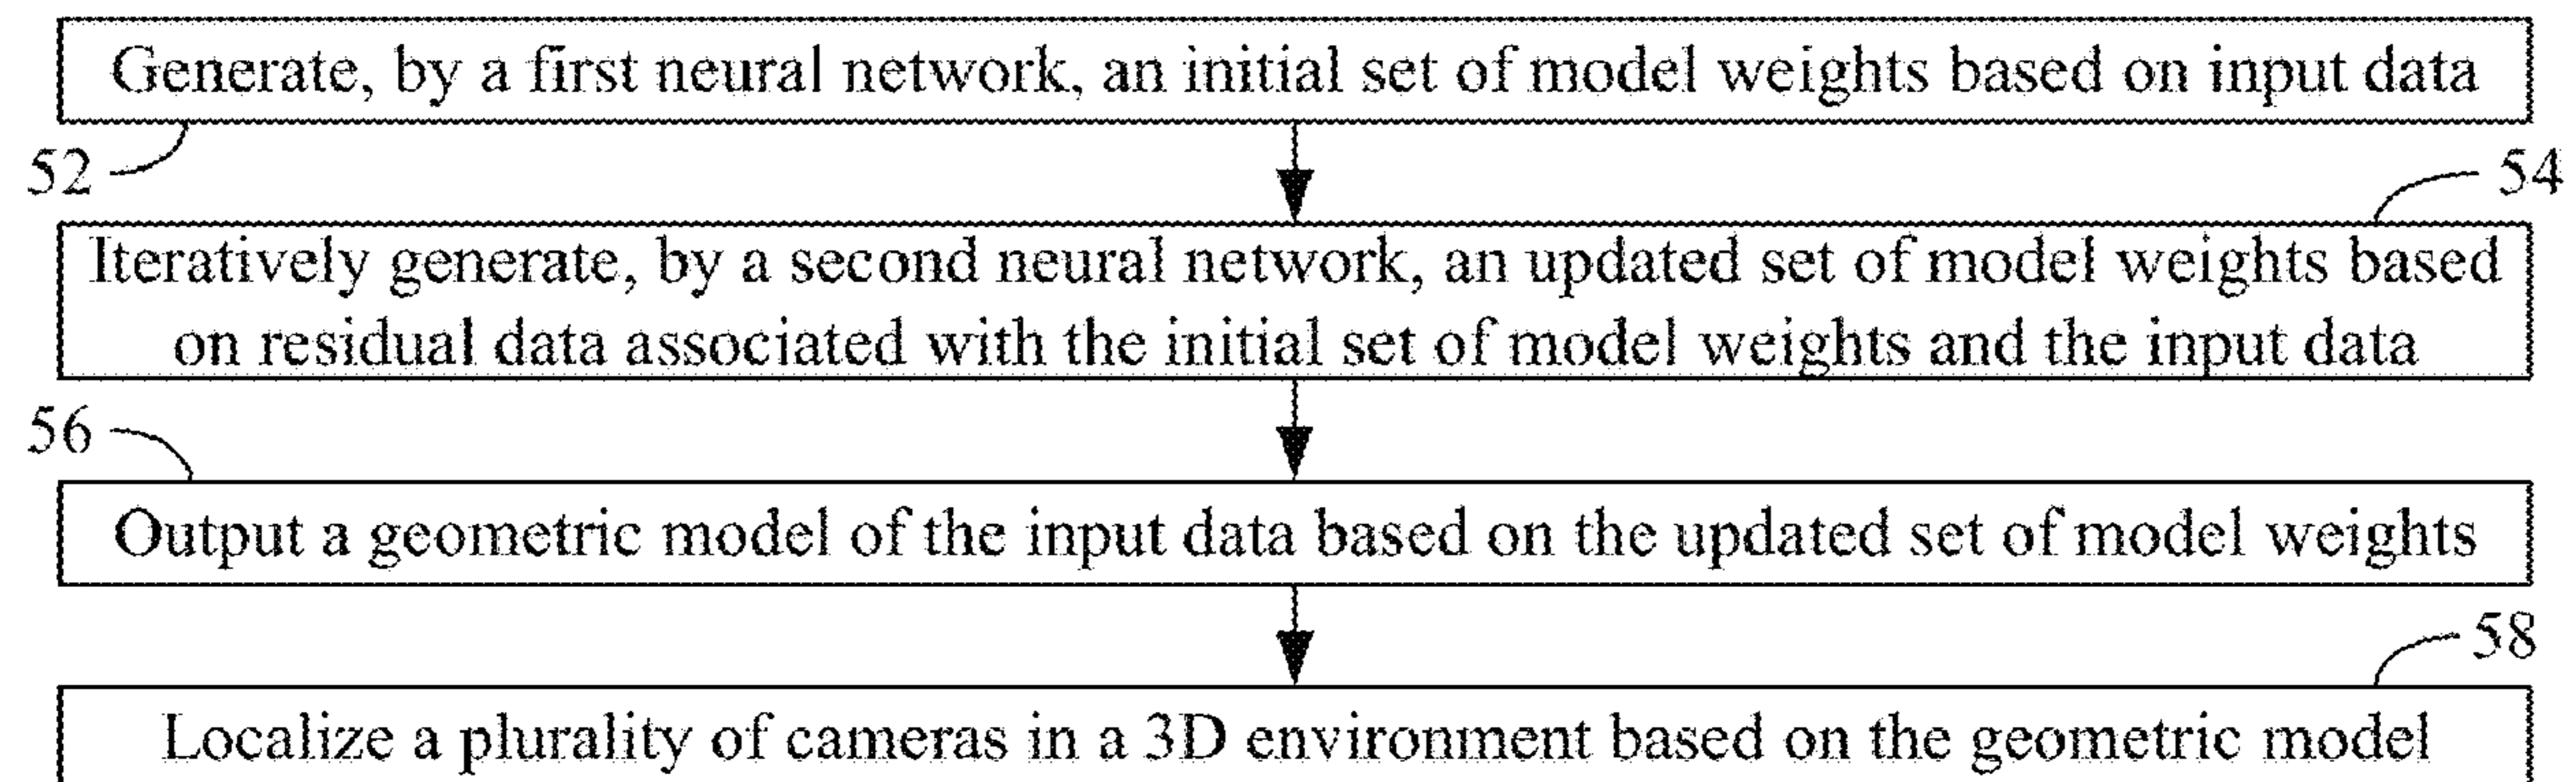 Generate, by a first neural network, an initial set of model weights based on input data
52
54
Iteratively generate, by a second neural network, an updated set of model weights based
on residual data associated with the initial set of model weights and the input data
56
Output a geometric model of the input data based on the updated set of model weights
58
Localize a plurality of cameras in a 3D environment based on the geometric model